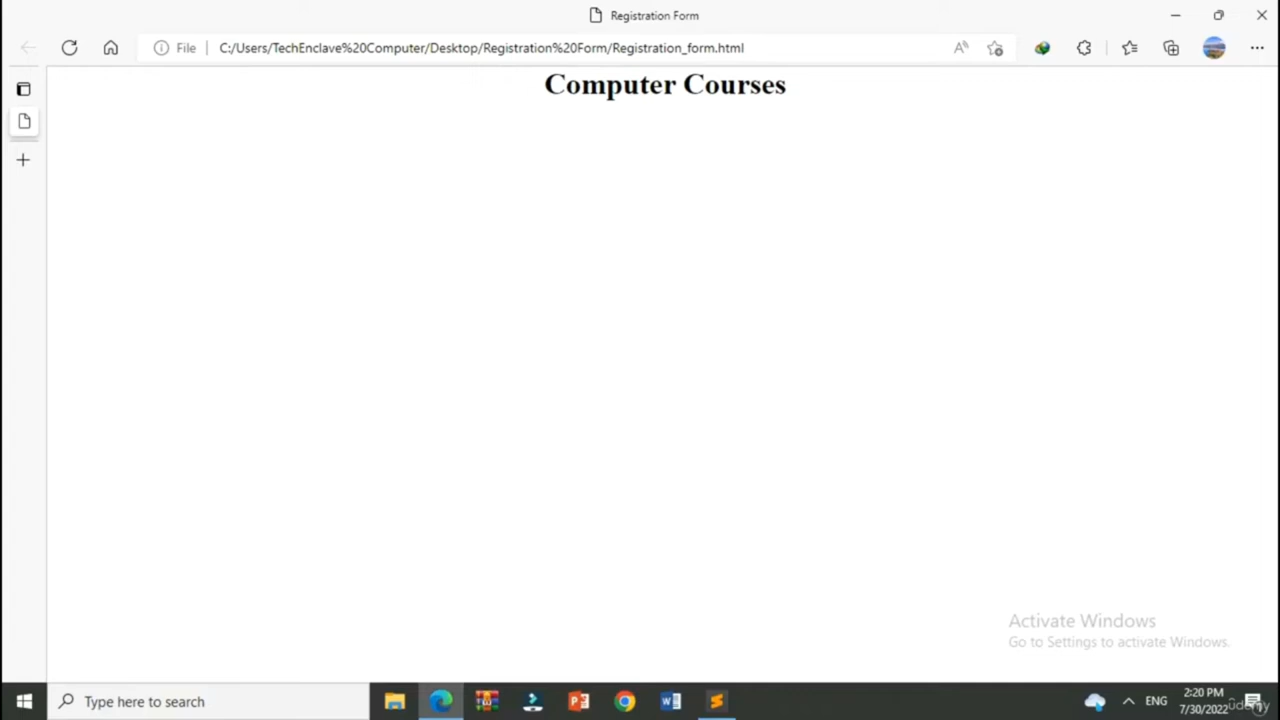 Registration Form
File
C:/Users/TechEnclave%20Computer/Desktop/Registration%20Form/Registration_form.html
Computer Courses
Activate Windows
Go to Settings to activate Windows.
Type here to search
ENG
2:20 PM
7/30/2022
ûdemy